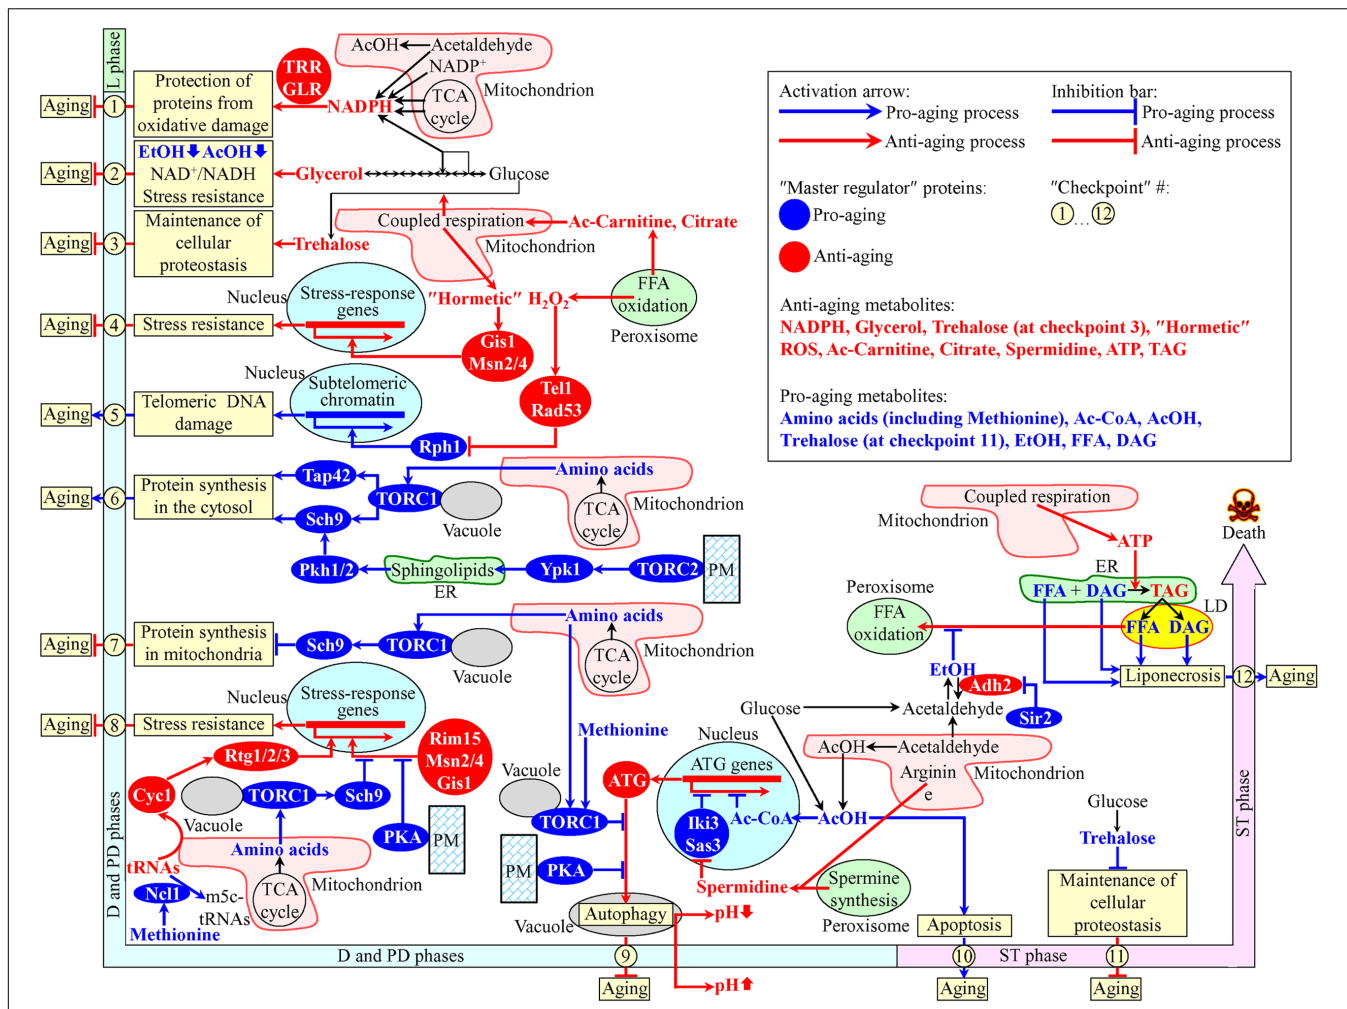 L phase
Aging
1
Protection of
proteins from
oxidative damage
TRR
GLR
NADPH
AcOH
Acetaldehyde
NADP+
TCA
cycle
Mitochondrion
Aging
2
EtOH AcOH
NAD+/NADH
Stress resistance
Glycerol
Glucose
Aging
3
Maintenance of
cellular
proteostasis
Trehalose
Coupled respiration
Mitochondrion
Ac-Carnitine, Citrate
FFA
oxidation
Peroxisome
"Hormetic" H2O2
Aging
4
Stress resistance
Nucleus
Stress-response
genes
Gis1
Msn2/4
Tel1
Rad53
Aging
5
Telomeric DNA
damage
Nucleus
Subtelomeric
chromatin
Rph1
Aging
6
Protein synthesis
in the cytosol
Tap42
Sch9
TORC1
Vacuole
Amino acids
TCA
cycle
Mitochondrion
Pkh1/2
Sphingolipids
ER
Ypk1
TORC2
PM
Aging
7
Protein synthesis
in mitochondria
Sch9
TORC1
Vacuole
Amino acids
TCA
cycle
Mitochondrion
Aging
8
Stress resistance
Nucleus
Stress-response
genes
Rim15
Msn2/4
Gis1
Rtg1/2/3
Cyc1
Vacuole
TORC1
Sch9
PKA
PM
Amino acids
TCA
cycle
Mitochondrion
tRNAs
Ncl1
m5c-
tRNAs
Methionine
D and PD phases
Methionine
Vacuole
TORC1
PM
PKA
ATG
Nucleus
ATG genes
Iki3
Sas3
Ac-CoA
AcOH
Spermidine
Spermine
synthesis
Peroxisome
Autophagy
Vacuole
pH
pH
D and PD phases
9
Aging
Glucose
Acetaldehyde
EtOH
Adh2
Sir2
AcOH
Acetaldehyde
Arginin
e
Mitochondrion
Apoptosis
10
Aging
ST phase
Glucose
Trehalose
Maintenance of
cellular
proteostasis
11
Aging
Coupled respiration
Mitochondrion
ATP
ER
FFA + DAG
TAG
LD
FFA DAG
Peroxisome
FFA
oxidation
Liponecrosis
12
Aging
Death
ST phase
Activation arrow:
Pro-aging process
Anti-aging process
Inhibition bar:
Pro-aging process
Anti-aging process
"Master regulator" proteins:
Pro-aging
Anti-aging
"Checkpoint" #:
1...12
Anti-aging metabolites:
NADPH, Glycerol, Trehalose (at checkpoint 3), "Hormetic"
ROS, Ac-Carnitine, Citrate, Spermidine, ATP, TAG
Pro-aging metabolites:
Amino acids (including Methionine), Ac-CoA, AcOH,
Trehalose (at checkpoint 11), EtOH, FFA, DAG